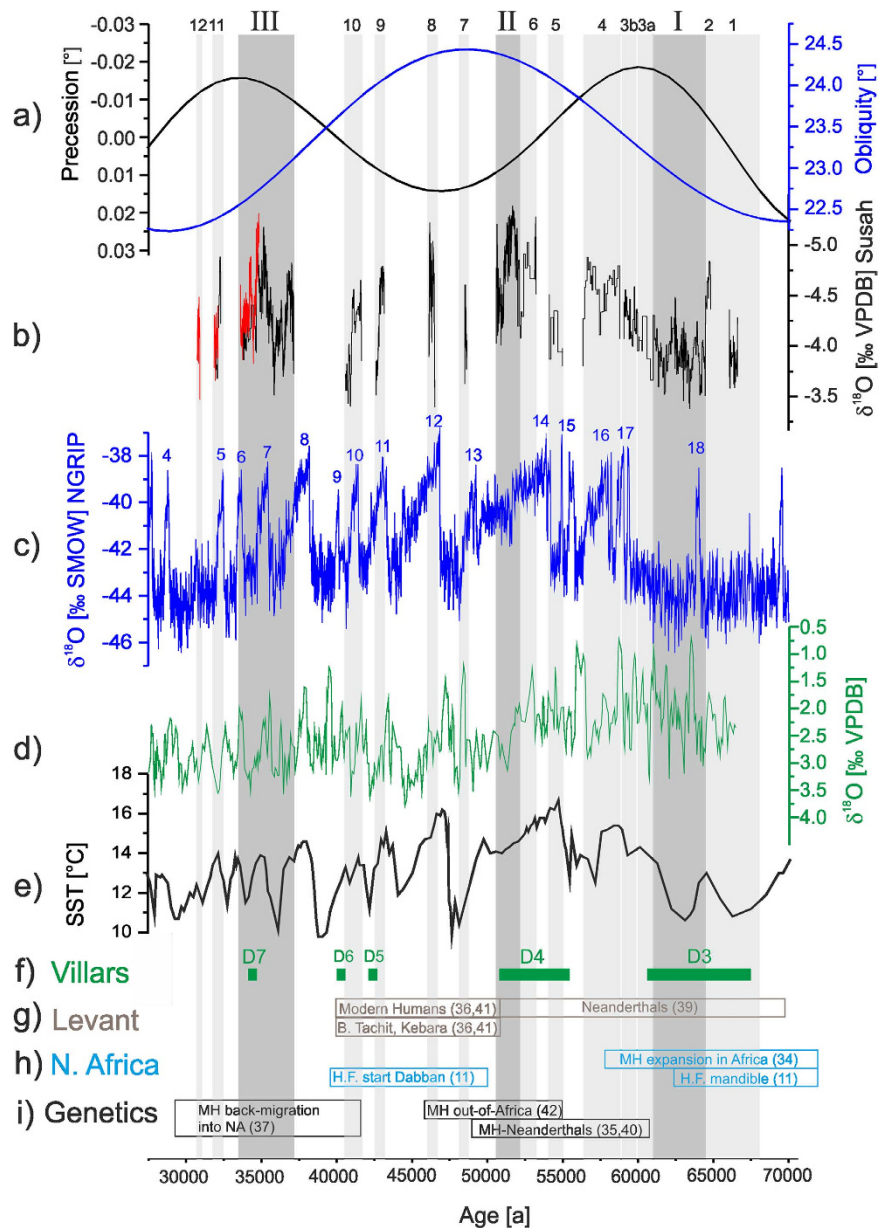 12 11 III 10 9 8 7 II 6 5 4 3b3a I 2 1
a)
Precession [°]
-0.03
-0.02
-0.01
0.00
0.01
0.02
0.03
24.5
24.0
23.5
23.0
22.5
Obliquity [°]
b)
-5.0
-4.5
-4.0
-3.5
δ18O [‰ VPDB] Susah
c)
δ18O [‰ SMOW] NGRIP
-38
-40
-42
-44
-46
4 5 6 7 8 9 10 11 12 13 14 15 16 17 18
d)
0.5
-1.0
-1.5
2.0
-2.5
-3.0
3.5
-4.0
δ18O [‰ VPDB]
e)
SST [°C]
18
16
14
12
10
f) Villars
D7 D6 D5 D4 D3
g) Levant
Modern Humans (36,41)
Neanderthals (39)
B. Tachit, Kebara (36,41)
h) N. Africa
MH expansion in Africa (34)
H.F. start Dabban (11)
H.F. mandible (11)
i) Genetics
MH back-migration
into NA (37)
MH out-of-Africa (42)
MH-Neanderthals (35,40)
30000 35000 40000 45000 50000 55000 60000 65000 70000
Age [a]